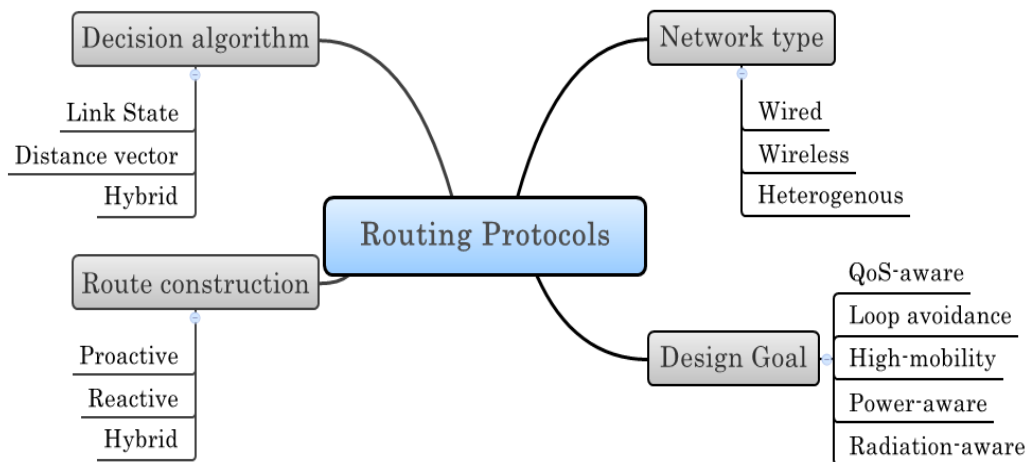 Decision algorithm
Link State
Distance vector
Hybrid
Network type
Wired
Wireless
Heterogenous
Routing Protocols
Route construction
Proactive
Reactive
Hybrid
Design Goal
QoS-aware
Loop avoidance
High-mobility
Power-aware
Radiation-aware